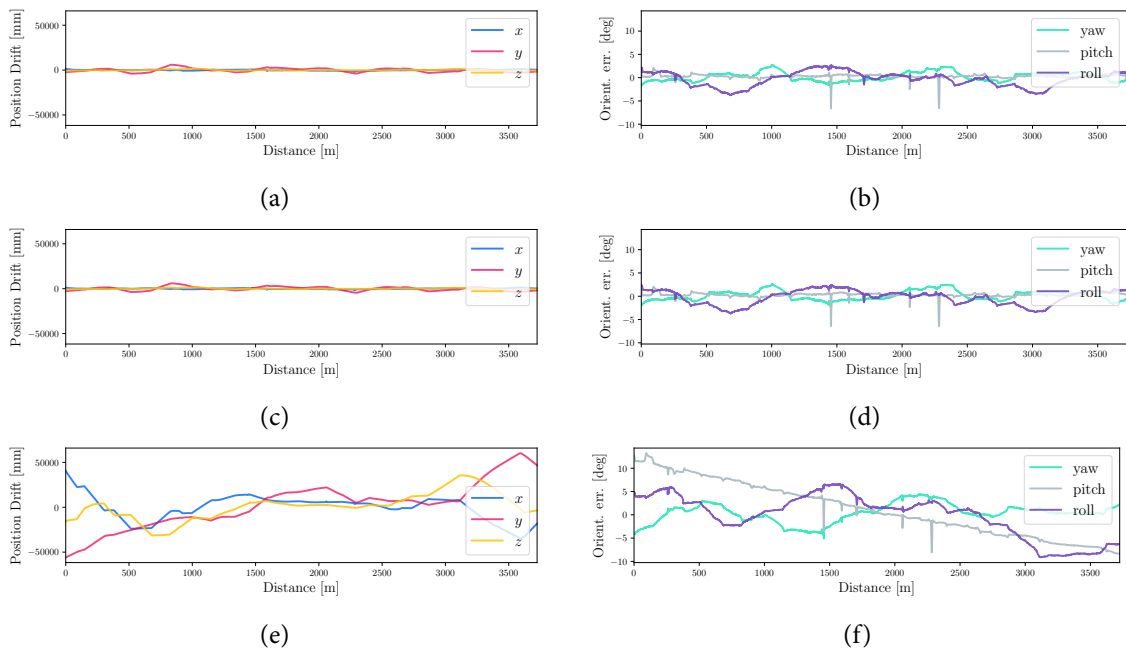 Position Drift [mm]
50000
0
−50000
0 500 1000 1500 2000 2500 3000 3500
Distance [m]
x
y
z
(a)
Orient. err. [deg]
10
5
0
−5
−10
0 500 1000 1500 2000 2500 3000 3500
Distance [m]
yaw
pitch
roll
(b)
Position Drift [mm]
50000
0
−50000
0 500 1000 1500 2000 2500 3000 3500
Distance [m]
x
y
z
(c)
Orient. err. [deg]
10
5
0
−5
−10
0 500 1000 1500 2000 2500 3000 3500
Distance [m]
yaw
pitch
roll
(d)
Position Drift [mm]
50000
0
−50000
0 500 1000 1500 2000 2500 3000 3500
Distance [m]
x
y
z
(e)
Orient. err. [deg]
10
5
0
−5
−10
0 500 1000 1500 2000 2500 3000 3500
Distance [m]
yaw
pitch
roll
(f)